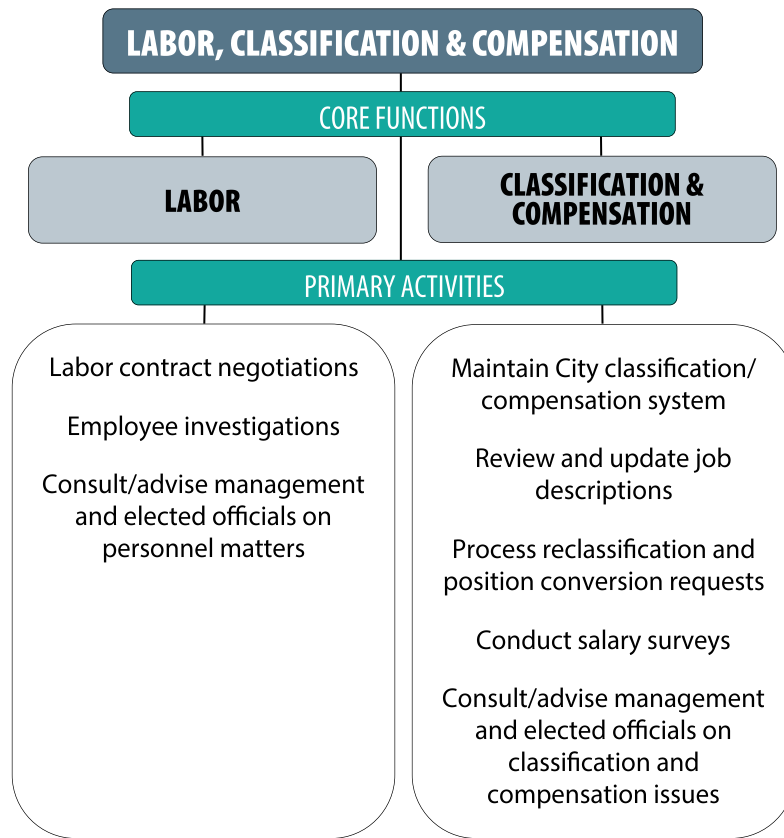 LABOR, CLASSIFICATION & COMPENSATION
CORE FUNCTIONS
LABOR
CLASSIFICATION &
COMPENSATION
PRIMARY ACTIVITIES
Labor contract negotiations
Employee investigations
Consult/advise management
and elected officials on
personnel matters
Maintain City classification/
compensation system
Review and update job
descriptions
Process reclassification and
position conversion requests
Conduct salary surveys
Consult/advise management
and elected officials on
classification and
compensation issues